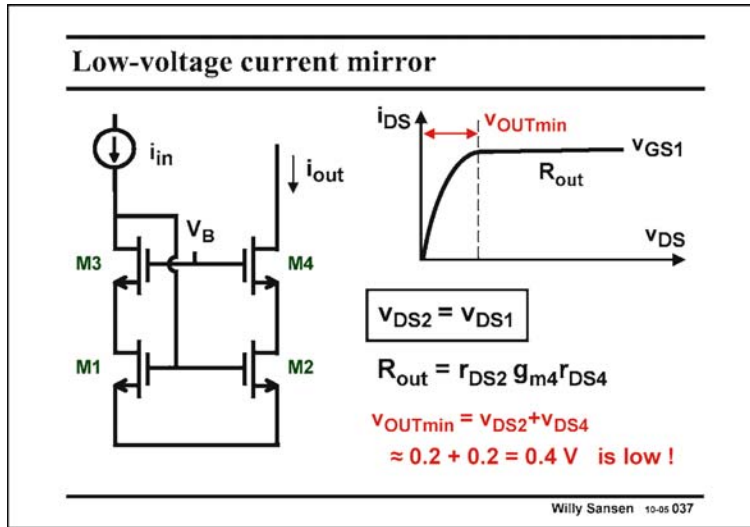 Low-voltage current mirror
i_in
i_out
V_B
M3
M4
M1
M2
i_DS
v_OUTmin
v_GS1
R_out
v_DS
v_DS2 = v_DS1
R_out = r_DS2 g_m4 r_DS4
v_OUTmin = v_DS2+v_DS4
≈ 0.2 + 0.2 = 0.4 V is low !
Willy Sansen 10-05 037